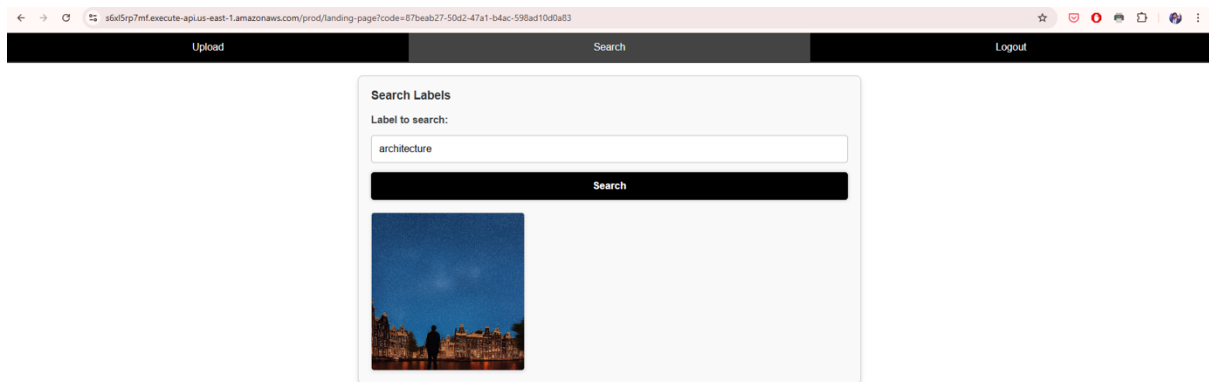 s6xl5rp7mf.execute-api.us-east-1.amazonaws.com/prod/landing-page?code=87beab27-50d2-47a1-b4ac-598ad10d0a83
Upload Search Logout
Search Labels
Label to search:
architecture
Search